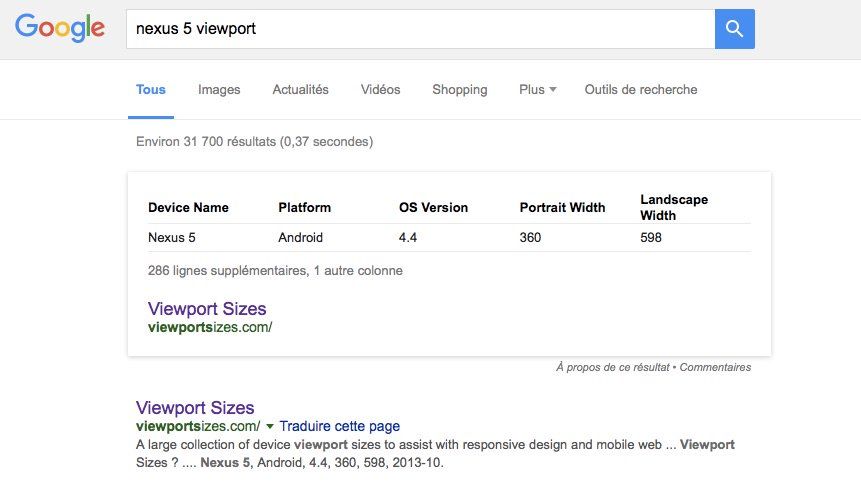 Google
nexus 5 viewport
Tous Images Actualités Vidéos Shopping Plus Outils de recherche
Environ 31 700 résultats (0,37 secondes)
Device Name Platform OS Version Portrait Width Landscape Width
Nexus 5 Android 4.4 360 598
286 lignes supplémentaires, 1 autre colonne
Viewport Sizes
viewportsizes.com/
À propos de ce résultat • Commentaires
Viewport Sizes
viewportsizes.com/ Traduire cette page
A large collection of device viewport sizes to assist with responsive design and mobile web ... Viewport
Sizes ? .... Nexus 5, Android, 4.4, 360, 598, 2013-10.